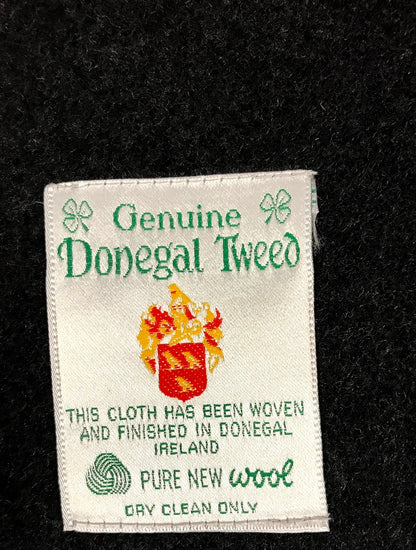 Genuine
Donegal Tweed
THIS CLOTH HAS BEEN WOVEN
AND FINISHED IN DONEGAL
IRELAND
PURE NEW wool
DRY CLEAN ONLY